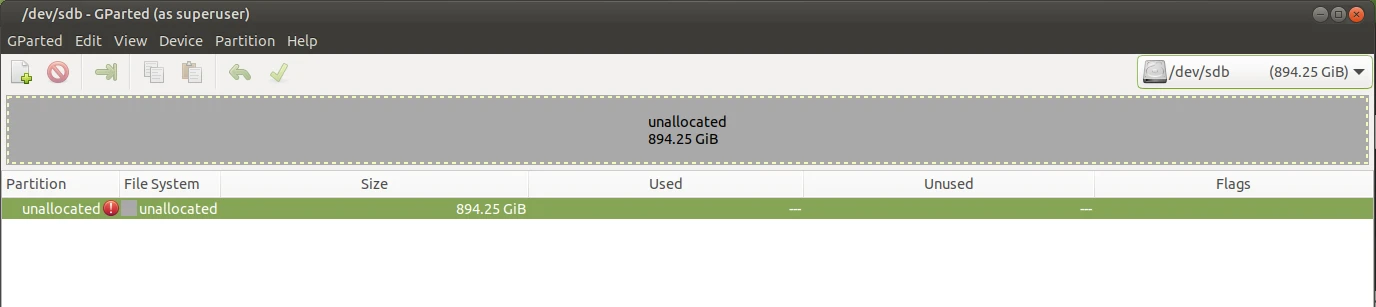 /dev/sdb - GParted (as superuser)
GParted Edit View Device Partition Help
/dev/sdb (894.25 GiB)
unallocated
894.25 GiB
Partition File System Size Used Unused Flags
unallocated unallocated 894.25 GiB — —